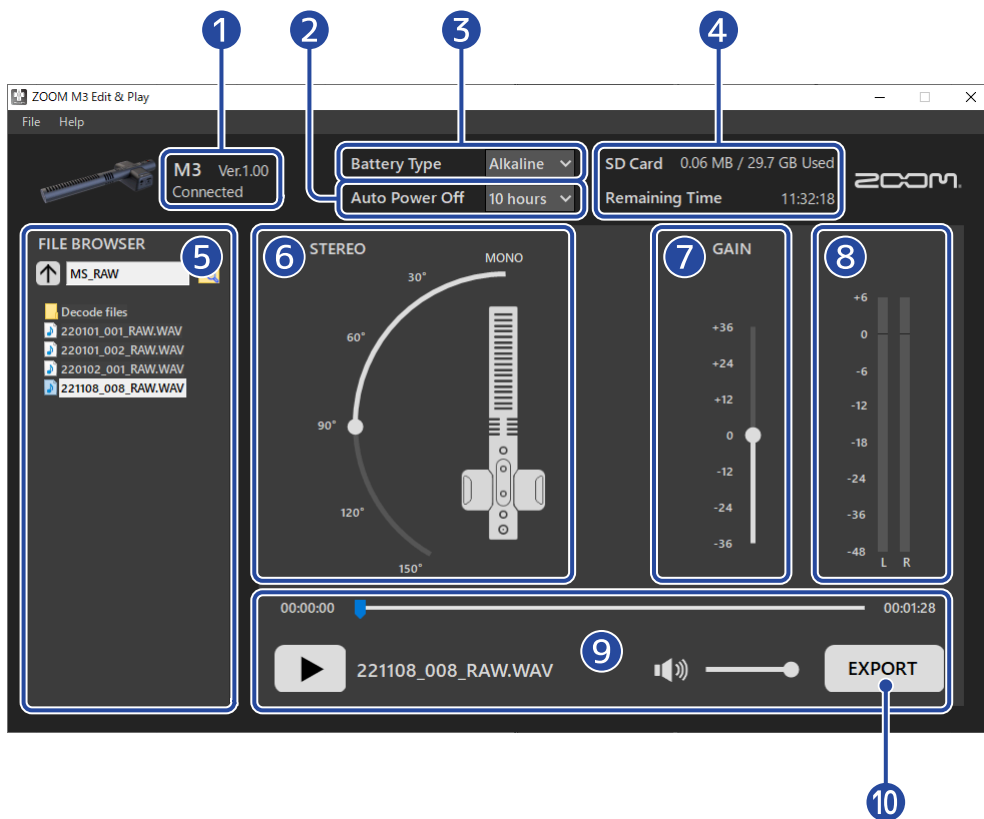 1
2
3
4
ZOOM M3 Edit & Play
File Help
M3 Ver.1.00
Connected
Battery Type Alkaline
Auto Power Off 10 hours
SD Card 0.06 MB / 29.7 GB Used
Remaining Time 11:32:18
ZOOM
FILE BROWSER
5
MS_RAW
Decode files
220101_001_RAW.WAV
220101_002_RAW.WAV
220102_001_RAW.WAV
221108_008_RAW.WAV
6
STEREO
MONO
30°
60°
90°
120°
150°
7
GAIN
+36
+24
+12
0
-12
-24
-36
8
+6
0
-6
-12
-18
-24
-36
-48
L R
00:00:00 00:01:28
9
221108_008_RAW.WAV
EXPORT
10